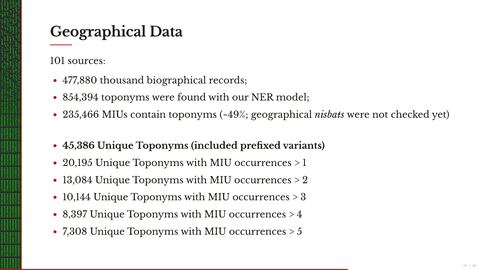 Geographical Data
101 sources:
• 477,880 thousand biographical records;
• 854,394 toponyms were found with our NER model;
• 235,466 MIUs contain toponyms (~49%; geographical nisbats were not checked yet)
• 45,386 Unique Toponyms (included prefixed variants)
• 20,195 Unique Toponyms with MIU occurrences > 1
• 13,084 Unique Toponyms with MIU occurrences > 2
• 10,144 Unique Toponyms with MIU occurrences > 3
• 8,397 Unique Toponyms with MIU occurrences > 4
• 7,308 Unique Toponyms with MIU occurrences > 5